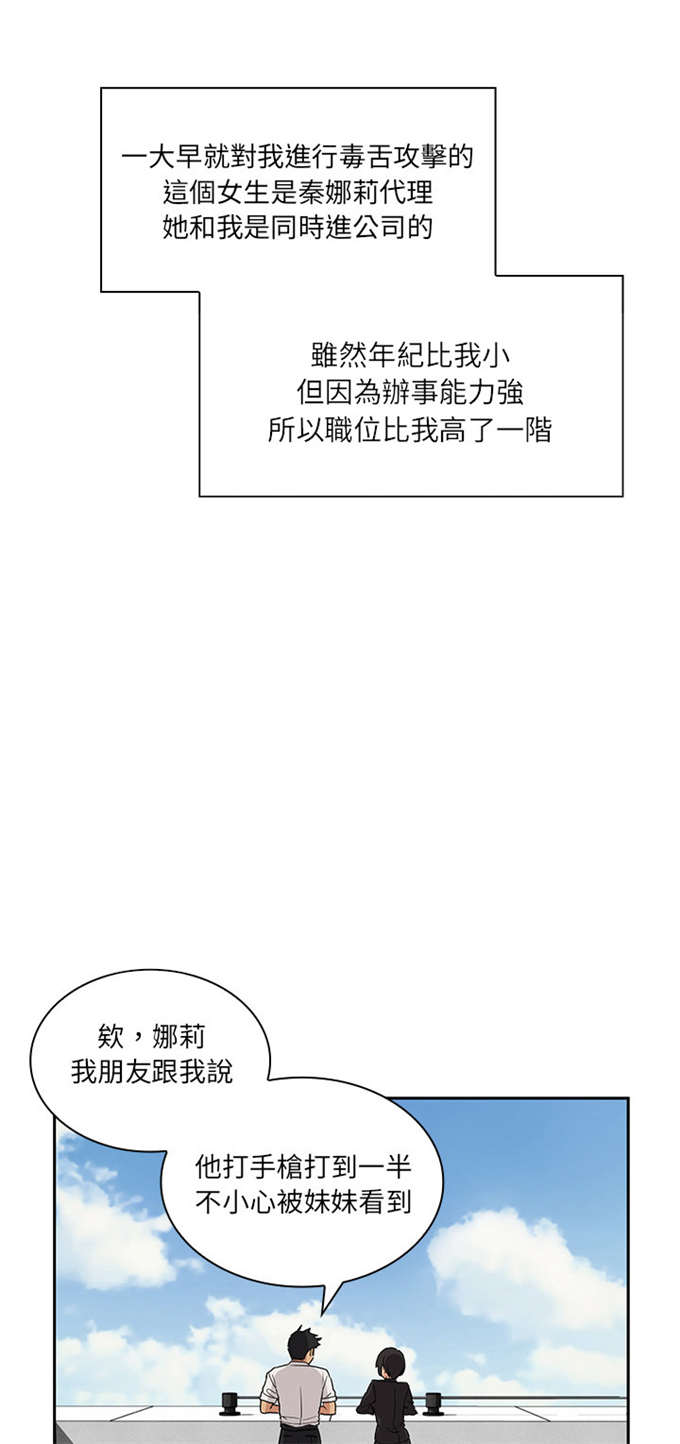 一大早就對我進行毒舌攻擊的
這個女生是秦娜莉代理
她和我是同時進公司的
雖然年紀比我小
但因為辦事能力強
所以職位比我高了一階
欸，娜莉
我朋友跟我說
他打手槍打到一半
不小心被妹妹看到